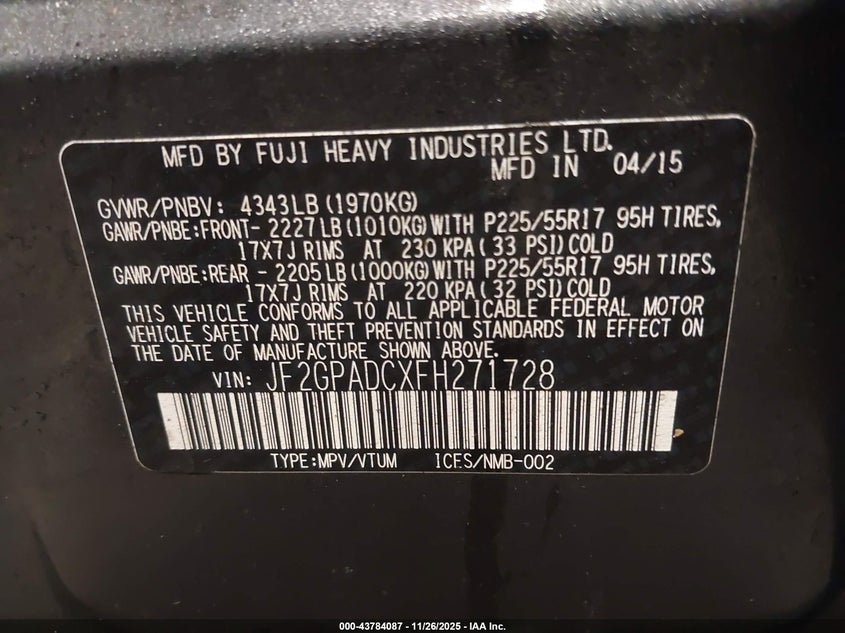 MFD BY FUJI HEAVY INDUSTRIES LTD.
MFD IN 04/15
GVWR/PNBV: 4343LB (1970KG)
GAWR/PNBE:FRONT- 2227LB (1010KG) WITH P225/55R17 95H TIRES,
17X7J RIMS AT 230 KPA (33 PSI) COLD
GAWR/PNBE:REAR - 2205LB (1000KG) WITH P225/55R17 95H TIRES,
17X7J RIMS AT 220 KPA (32 PSI) COLD
THIS VEHICLE CONFORMS TO ALL APPLICABLE FEDERAL MOTOR
VEHICLE SAFETY AND THEFT PREVENTION STANDARDS IN EFFECT ON
THE DATE OF MANUFACTURE SHOWN ABOVE.
VIN: JF2GPADCXFH271728
TYPE:MPV/VTUM ICES/NMB-002
000-43784087 - 11/26/2025 - IAA Inc.